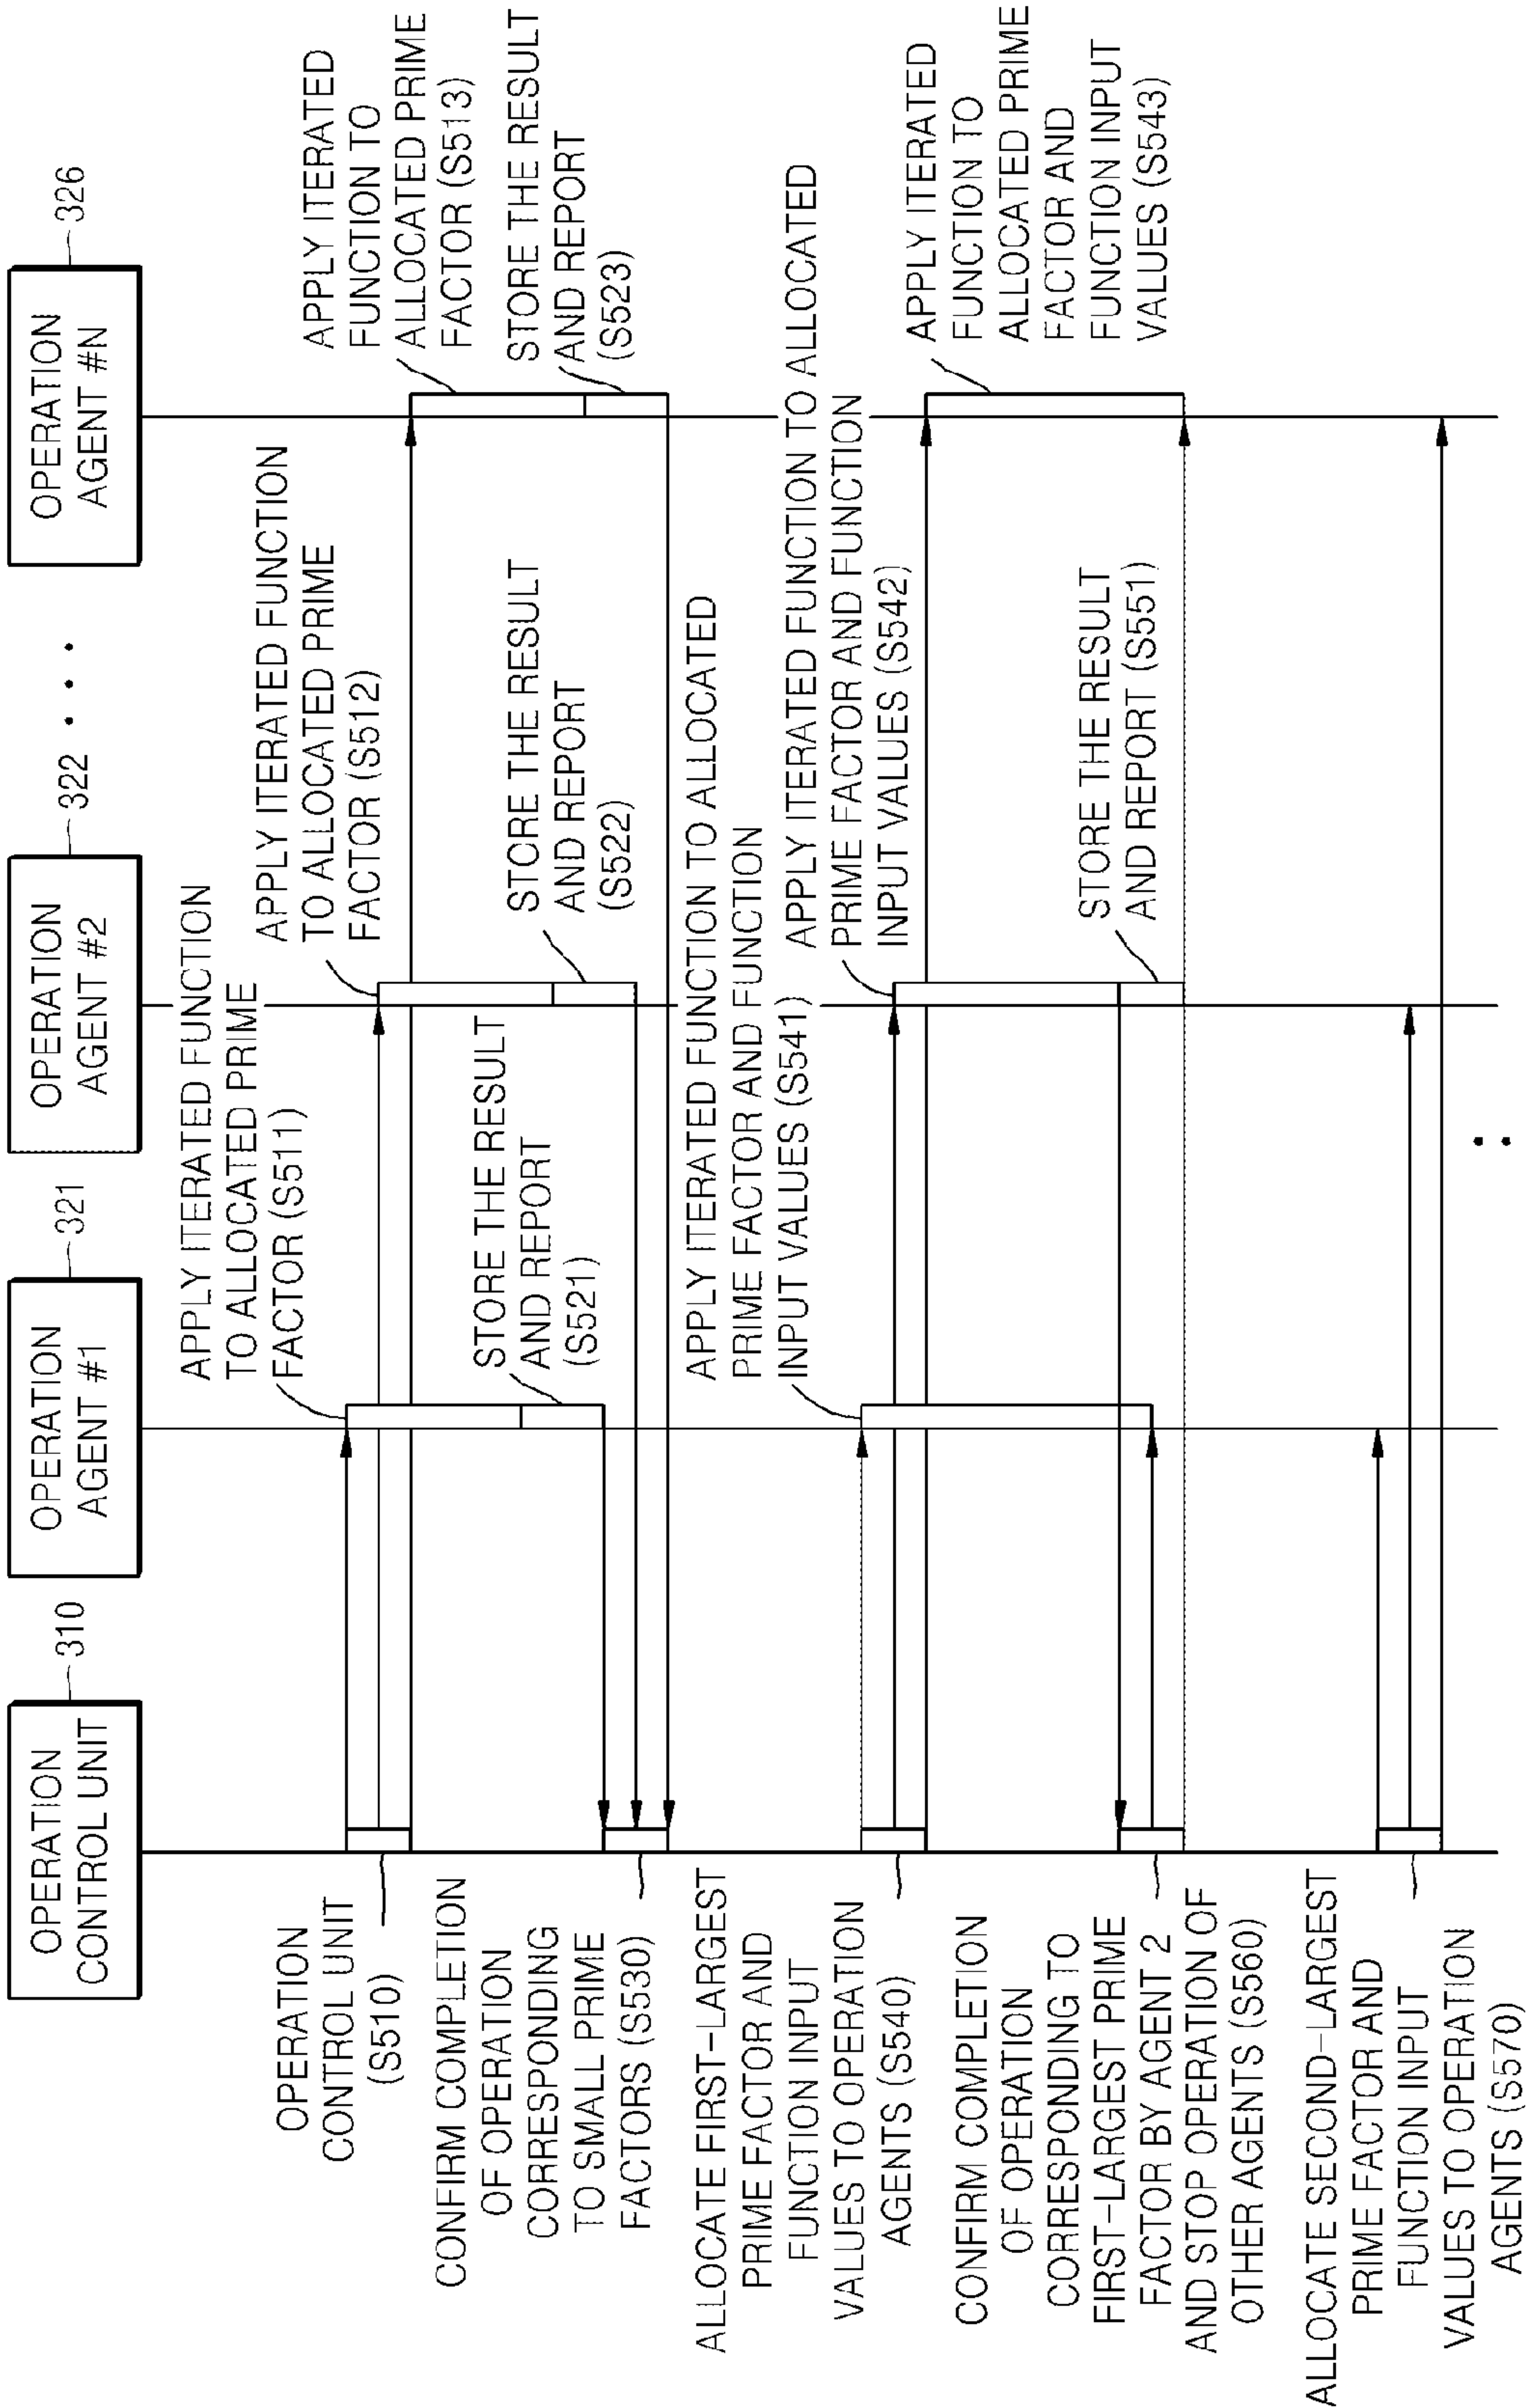 OPERATION
CONTROL UNIT
310
OPERATION
AGENT #1
321
OPERATION
AGENT #2
322
• • •
OPERATION
AGENT #N
326
OPERATION
CONTROL UNIT
(S510)
APPLY ITERATED FUNCTION
TO ALLOCATED PRIME
FACTOR (S511)
APPLY ITERATED FUNCTION
TO ALLOCATED PRIME
FACTOR (S512)
APPLY ITERATED
FUNCTION TO
ALLOCATED PRIME
FACTOR (S513)
STORE THE RESULT
AND REPORT
(S521)
STORE THE RESULT
AND REPORT
(S522)
STORE THE RESULT
AND REPORT
(S523)
CONFIRM COMPLETION
OF OPERATION
CORRESPONDING
TO SMALL PRIME
FACTORS (S530)
ALLOCATE FIRST-LARGEST
PRIME FACTOR AND
FUNCTION INPUT
VALUES TO OPERATION
AGENTS (S540)
APPLY ITERATED FUNCTION TO ALLOCATED
PRIME FACTOR AND FUNCTION
INPUT VALUES (S541)
APPLY ITERATED FUNCTION TO ALLOCATED
PRIME FACTOR AND FUNCTION
INPUT VALUES (S542)
APPLY ITERATED
FUNCTION TO
ALLOCATED PRIME
FACTOR AND
FUNCTION INPUT
VALUES (S543)
STORE THE RESULT
AND REPORT (S551)
CONFIRM COMPLETION
OF OPERATION
CORRESPONDING TO
FIRST-LARGEST PRIME
FACTOR BY AGENT 2
AND STOP OPERATION OF
OTHER AGENTS (S560)
ALLOCATE SECOND-LARGEST
PRIME FACTOR AND
FUNCTION INPUT
VALUES TO OPERATION
AGENTS (S570)